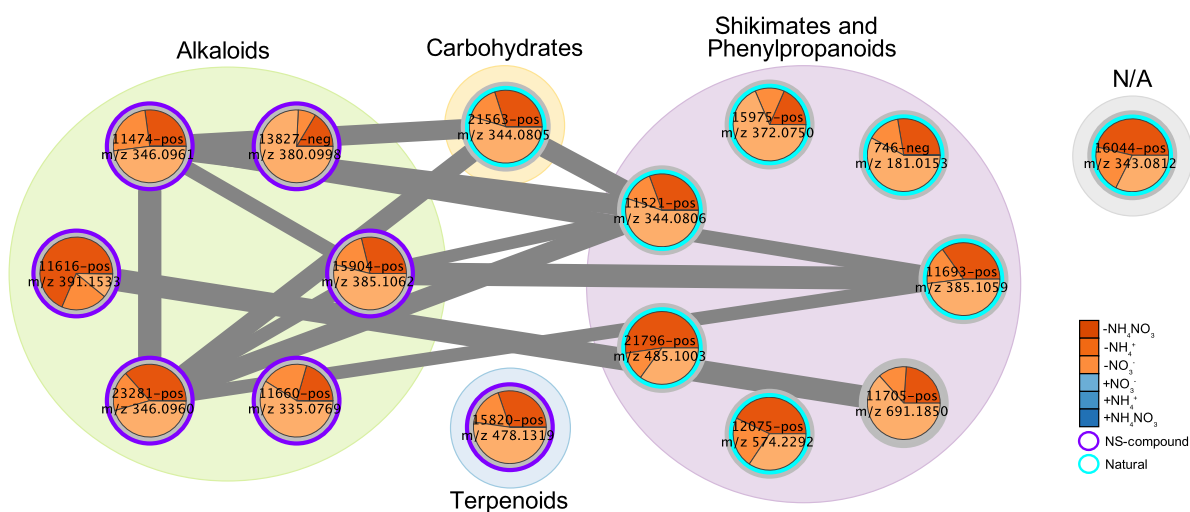 Alkaloids
Carbohydrates
Shikimates and
Phenylpropanoids
N/A
11474-pos
m/z 346.0961
13827-neg
m/z 380.0998
21563-pos
m/z 344.0805
15975-pos
m/z 372.0750
746-neg
m/z 181.0153
16044-pos
m/z 343.0812
11521-pos
m/z 344.0806
11616-pos
m/z 391.1533
15904-pos
m/z 385.1062
11693-pos
m/z 385.1059
21796-pos
m/z 485.1003
23281-pos
m/z 346.0960
11660-pos
m/z 335.0769
15820-pos
m/z 478.1319
12075-pos
m/z 574.2292
11705-pos
m/z 691.1850
Terpenoids
-NH₄NO₃
-NH₄⁺
-NO₃⁻
+NO₃⁻
+NH₄⁺
+NH₄NO₃
NS-compound
Natural